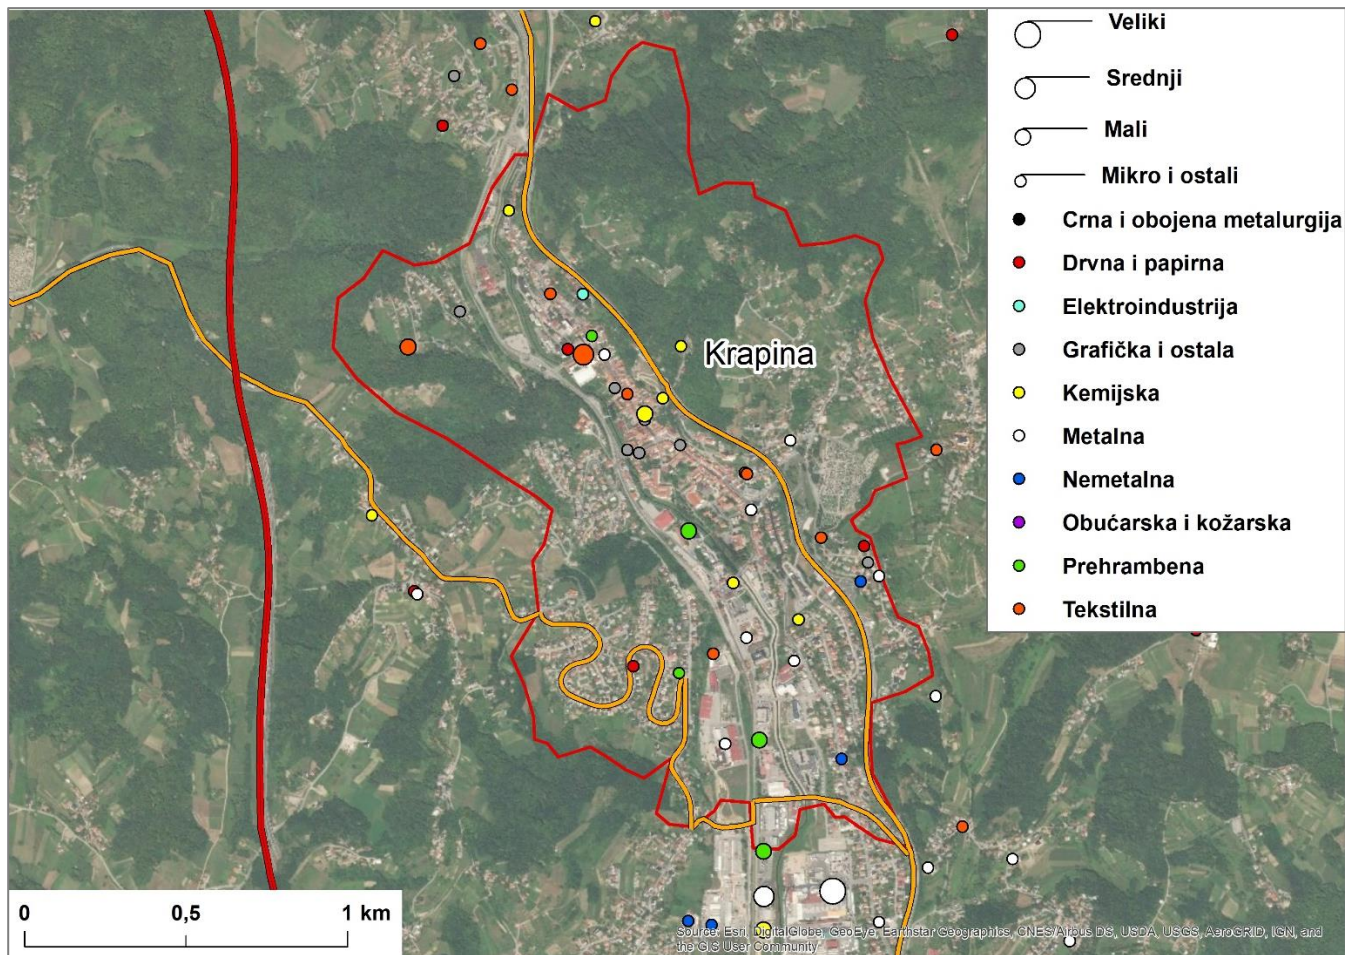 Veliki
Srednji
Mali
Mikro i ostali
Crna i obojena metalurgija
Drvna i papirna
Elektroindustrija
Grafička i ostala
Kemijska
Metalna
Nemetalna
Obućarska i kožarska
Prehrambena
Tekstilna
Krapina
0 0,5 1 km
Source: Esri, DigitalGlobe, GeoEye, Earthstar Geographics, CNES/Airbus DS, USDA, USGS, AeroGRID, IGN, and
the GIS User Community